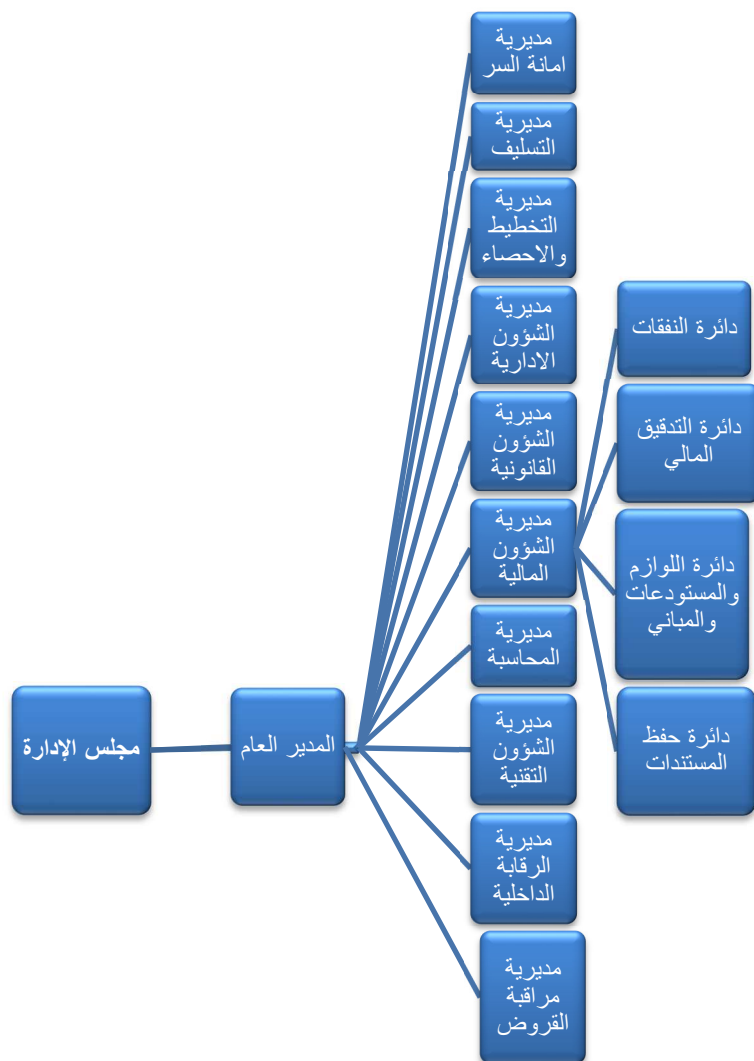 مديرية
امانة السر
مديرية
التسليف
مديرية
التخطيط
والاحصاء
مديرية
الشؤون
الادارية
مديرية
الشؤون
القانونية
مديرية
الشؤون
المالية
مديرية
المحاسبة
مديرية
الشؤون
التقنية
مديرية
الرقابة
الداخلية
مديرية
مراقبة
القروض
دائرة النفقات
دائرة التدقيق
المالي
دائرة اللوازم
والمستودعات
والمباني
دائرة حفظ
المستندات
المدير العام
مجلس الإدارة